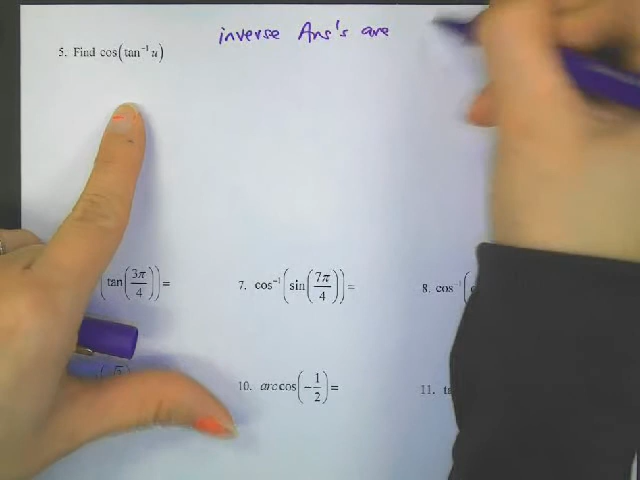 inverse Ans's are
5. Find cos(tan⁻¹ u)
(tan(3π/4))=
7. cos⁻¹(sin(7π/4))=
8. cos⁻¹(
10. arccos(-1/2)=
11.